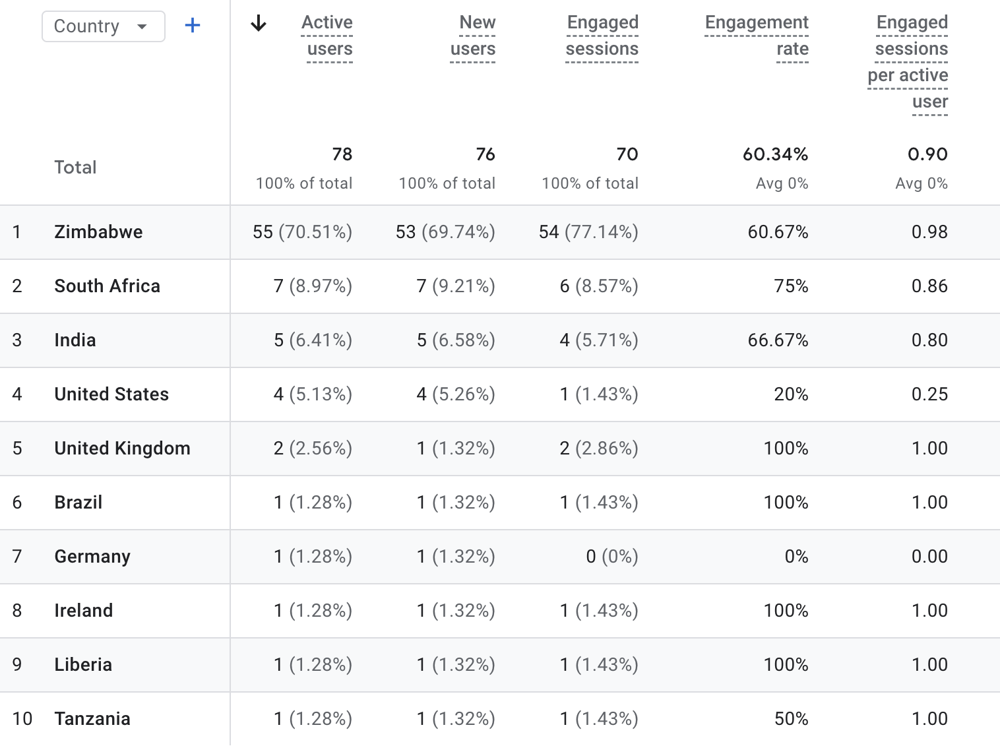 Country
Active users
New users
Engaged sessions
Engagement rate
Engaged sessions per active user
Total
78
76
70
60.34%
0.90
100% of total
100% of total
100% of total
Avg 0%
Avg 0%
1 Zimbabwe 55 (70.51%) 53 (69.74%) 54 (77.14%) 60.67% 0.98
2 South Africa 7 (8.97%) 7 (9.21%) 6 (8.57%) 75% 0.86
3 India 5 (6.41%) 5 (6.58%) 4 (5.71%) 66.67% 0.80
4 United States 4 (5.13%) 4 (5.26%) 1 (1.43%) 20% 0.25
5 United Kingdom 2 (2.56%) 1 (1.32%) 2 (2.86%) 100% 1.00
6 Brazil 1 (1.28%) 1 (1.32%) 1 (1.43%) 100% 1.00
7 Germany 1 (1.28%) 1 (1.32%) 0 (0%) 0% 0.00
8 Ireland 1 (1.28%) 1 (1.32%) 1 (1.43%) 100% 1.00
9 Liberia 1 (1.28%) 1 (1.32%) 1 (1.43%) 100% 1.00
10 Tanzania 1 (1.28%) 1 (1.32%) 1 (1.43%) 50% 1.00